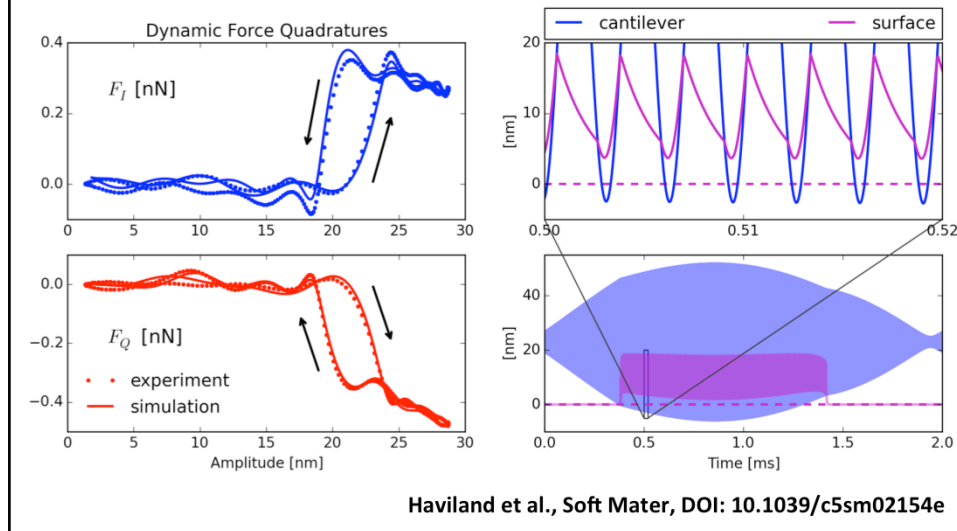 Dynamic Force Quadratures
0.4
0.2
0.0
F_I [nN]
0 5 10 15 20 25 30
0.0
−0.2
−0.4
F_Q [nN]
experiment
simulation
0 5 10 15 20 25 30
Amplitude [nm]
cantilever surface
20
10
0
[nm]
0.50 0.51 0.52
40
20
0
[nm]
0.0 0.5 1.0 1.5 2.0
Time [ms]
Haviland et al., Soft Mater, DOI: 10.1039/c5sm02154e